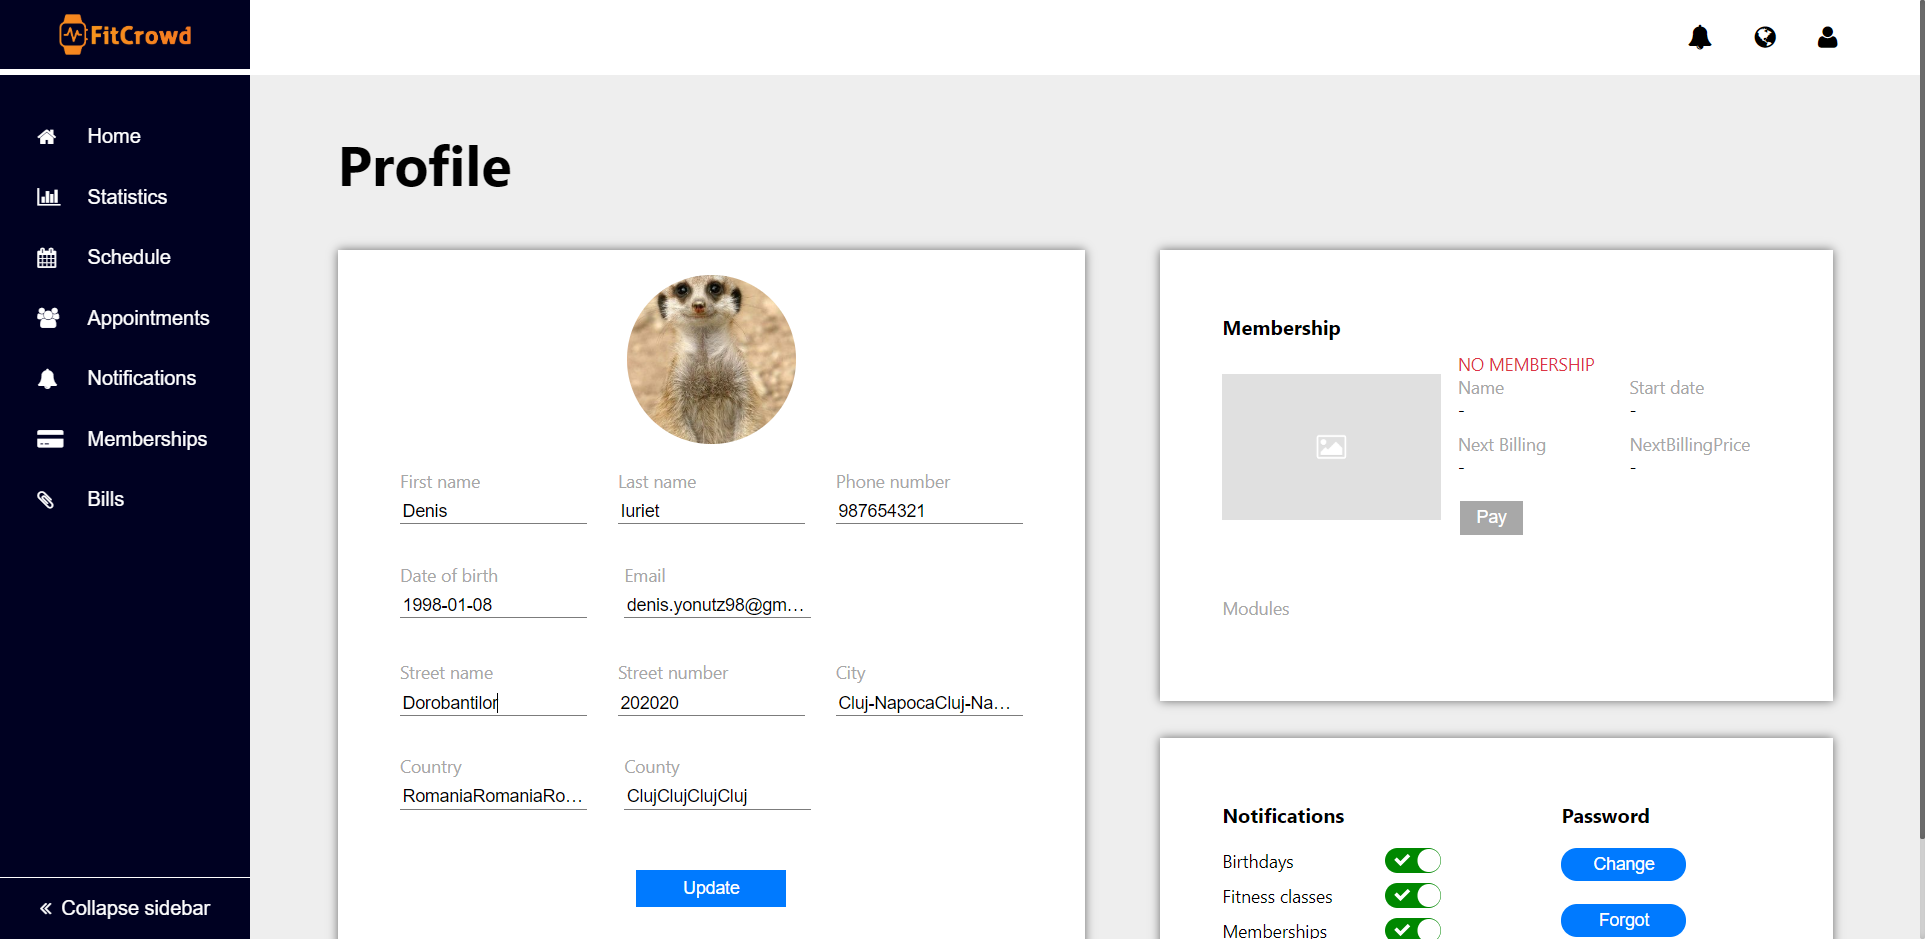 FitCrowd
Home
Statistics
Schedule
Appointments
Notifications
Memberships
Bills
Collapse sidebar
Profile
First name
Last name
Phone number
Denis
Iuriet
987654321
Date of birth
Email
1998-01-08
denis.yonutz98@gm...
Street name
Street number
City
Dorobantilor
202020
Cluj-NapocaCluj-Na...
Country
County
RomaniaRomaniaRo...
ClujClujClujCluj
Update
Membership
NO MEMBERSHIP
Name
Start date
-
-
Next Billing
NextBillingPrice
-
-
Pay
Modules
Notifications
Birthdays
Fitness classes
Memberships
Password
Change
Forgot